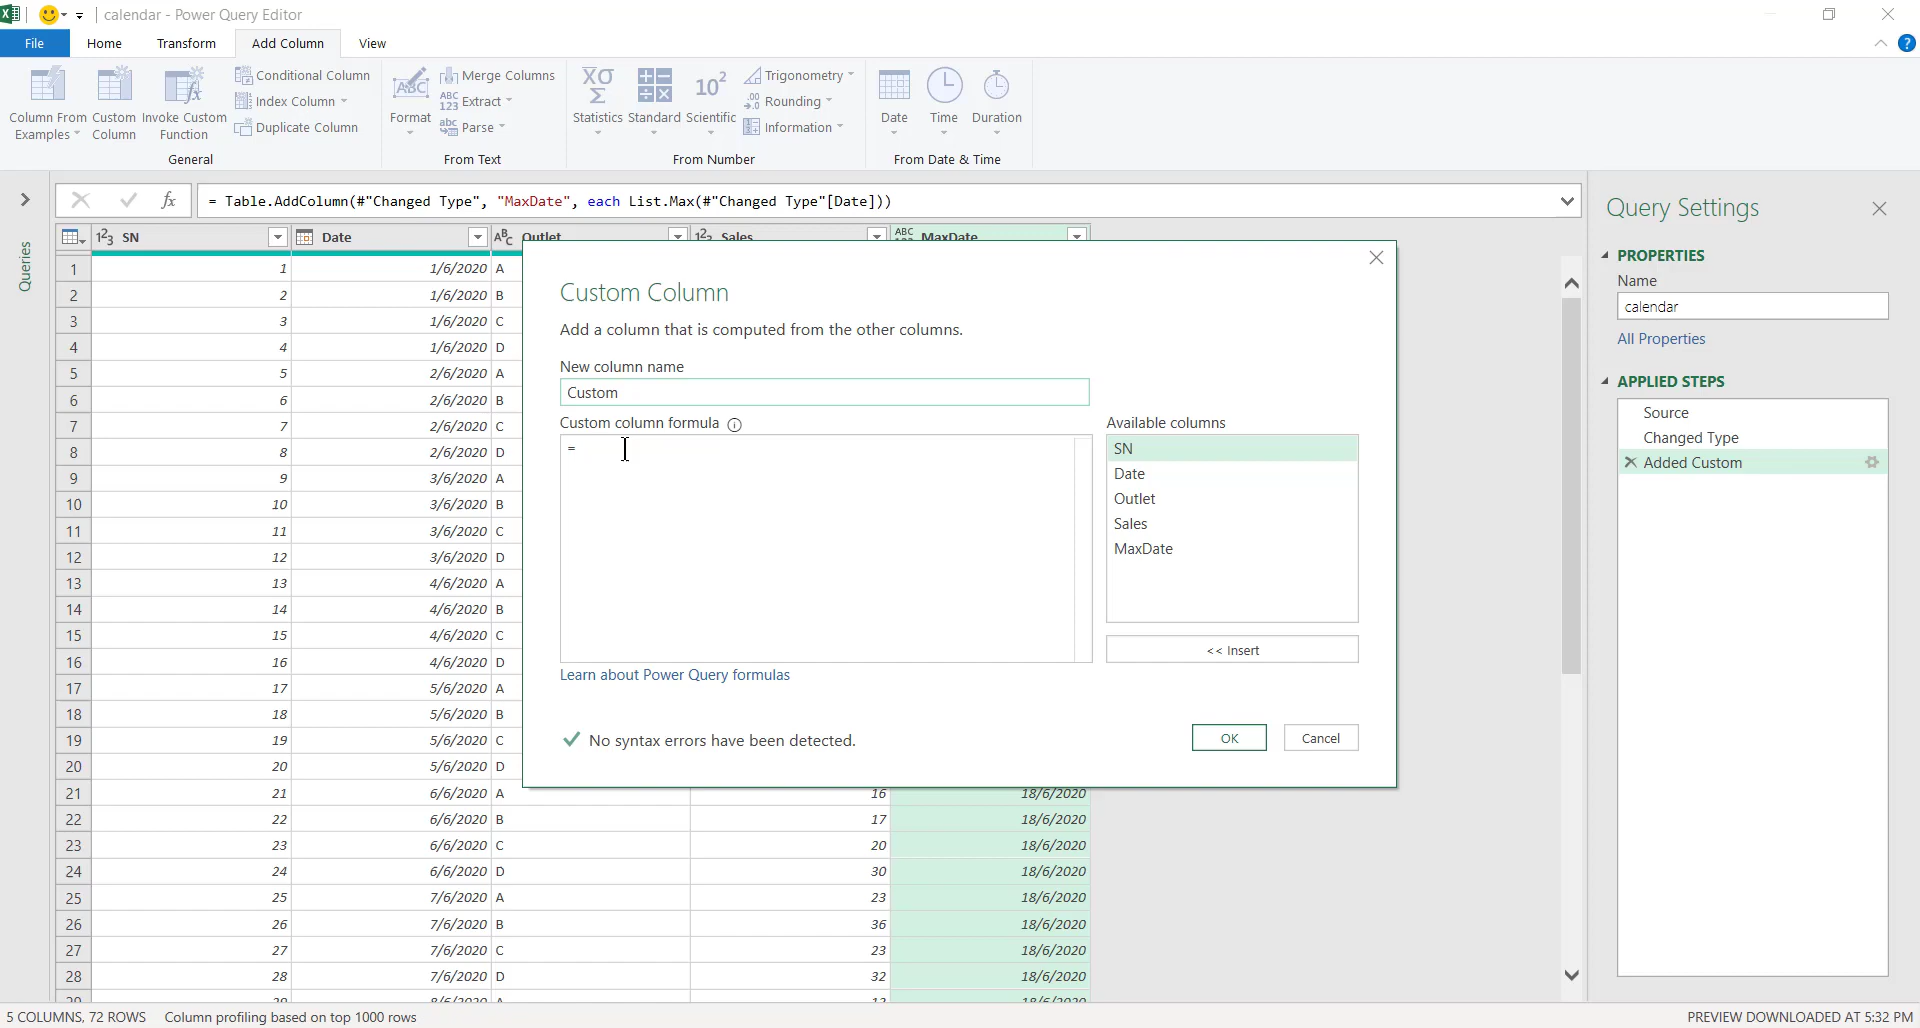 calendar - Power Query Editor
File Home Transform Add Column View
Column From Examples
Custom Column
Invoke Custom Function
Conditional Column
Index Column
Duplicate Column
General
Format
Merge Columns
Extract
Parse
From Text
Statistics
Standard
Scientific
Trigonometry
Rounding
Information
From Number
Date
Time
Duration
From Date & Time
= Table.AddColumn(#"Changed Type", "MaxDate", each List.Max(#"Changed Type"[Date]))
Queries
SN Date Outlet Sales MaxDate
1 1 1/6/2020 A
2 2 1/6/2020 B
3 3 1/6/2020 C
4 4 1/6/2020 D
5 5 2/6/2020 A
6 6 2/6/2020 B
7 7 2/6/2020 C
8 8 2/6/2020 D
9 9 3/6/2020 A
10 10 3/6/2020 B
11 11 3/6/2020 C
12 12 3/6/2020 D
13 13 4/6/2020 A
14 14 4/6/2020 B
15 15 4/6/2020 C
16 16 4/6/2020 D
17 17 5/6/2020 A
18 18 5/6/2020 B
19 19 5/6/2020 C
20 20 5/6/2020 D
21 21 6/6/2020 A 16 18/6/2020
22 22 6/6/2020 B 17 18/6/2020
23 23 6/6/2020 C 20 18/6/2020
24 24 6/6/2020 D 30 18/6/2020
25 25 7/6/2020 A 23 18/6/2020
26 26 7/6/2020 B 36 18/6/2020
27 27 7/6/2020 C 23 18/6/2020
28 28 7/6/2020 D 32 18/6/2020
29 29 8/6/2020 A 12 18/6/2020
Custom Column
Add a column that is computed from the other columns.
New column name
Custom
Custom column formula
=
Available columns
SN
Date
Outlet
Sales
MaxDate
<< Insert
Learn about Power Query formulas
No syntax errors have been detected.
OK
Cancel
Query Settings
PROPERTIES
Name
calendar
All Properties
APPLIED STEPS
Source
Changed Type
Added Custom
5 COLUMNS, 72 ROWS Column profiling based on top 1000 rows
PREVIEW DOWNLOADED AT 5:32 PM